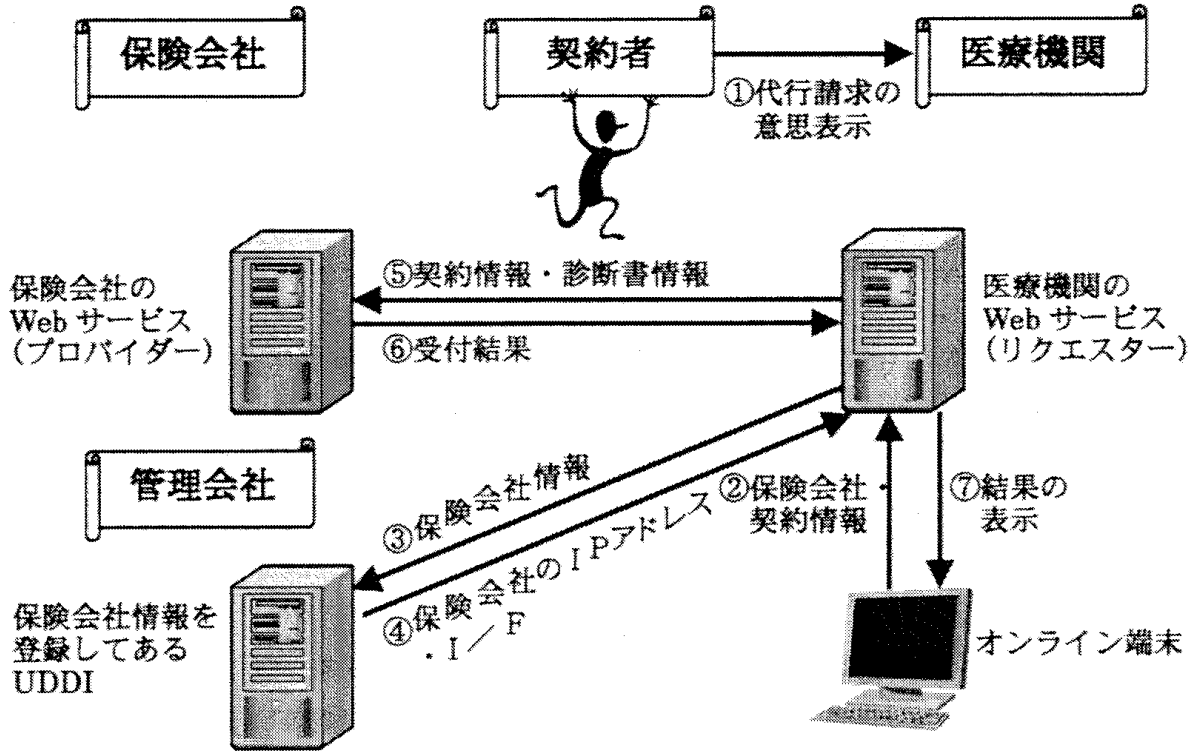 保険会社
契約者
医療機関
①代行請求の
意思表示
保険会社の
Web サービス
(プロバイダー)
⑤契約情報・診断書情報
⑥受付結果
医療機関の
Web サービス
(リクエスター)
管理会社
③保険会社情報
④保険会社のIPアドレス
・I/F
②保険会社・
契約情報
⑦結果の
表示
保険会社情報を
登録してある
UDDI
オンライン端末